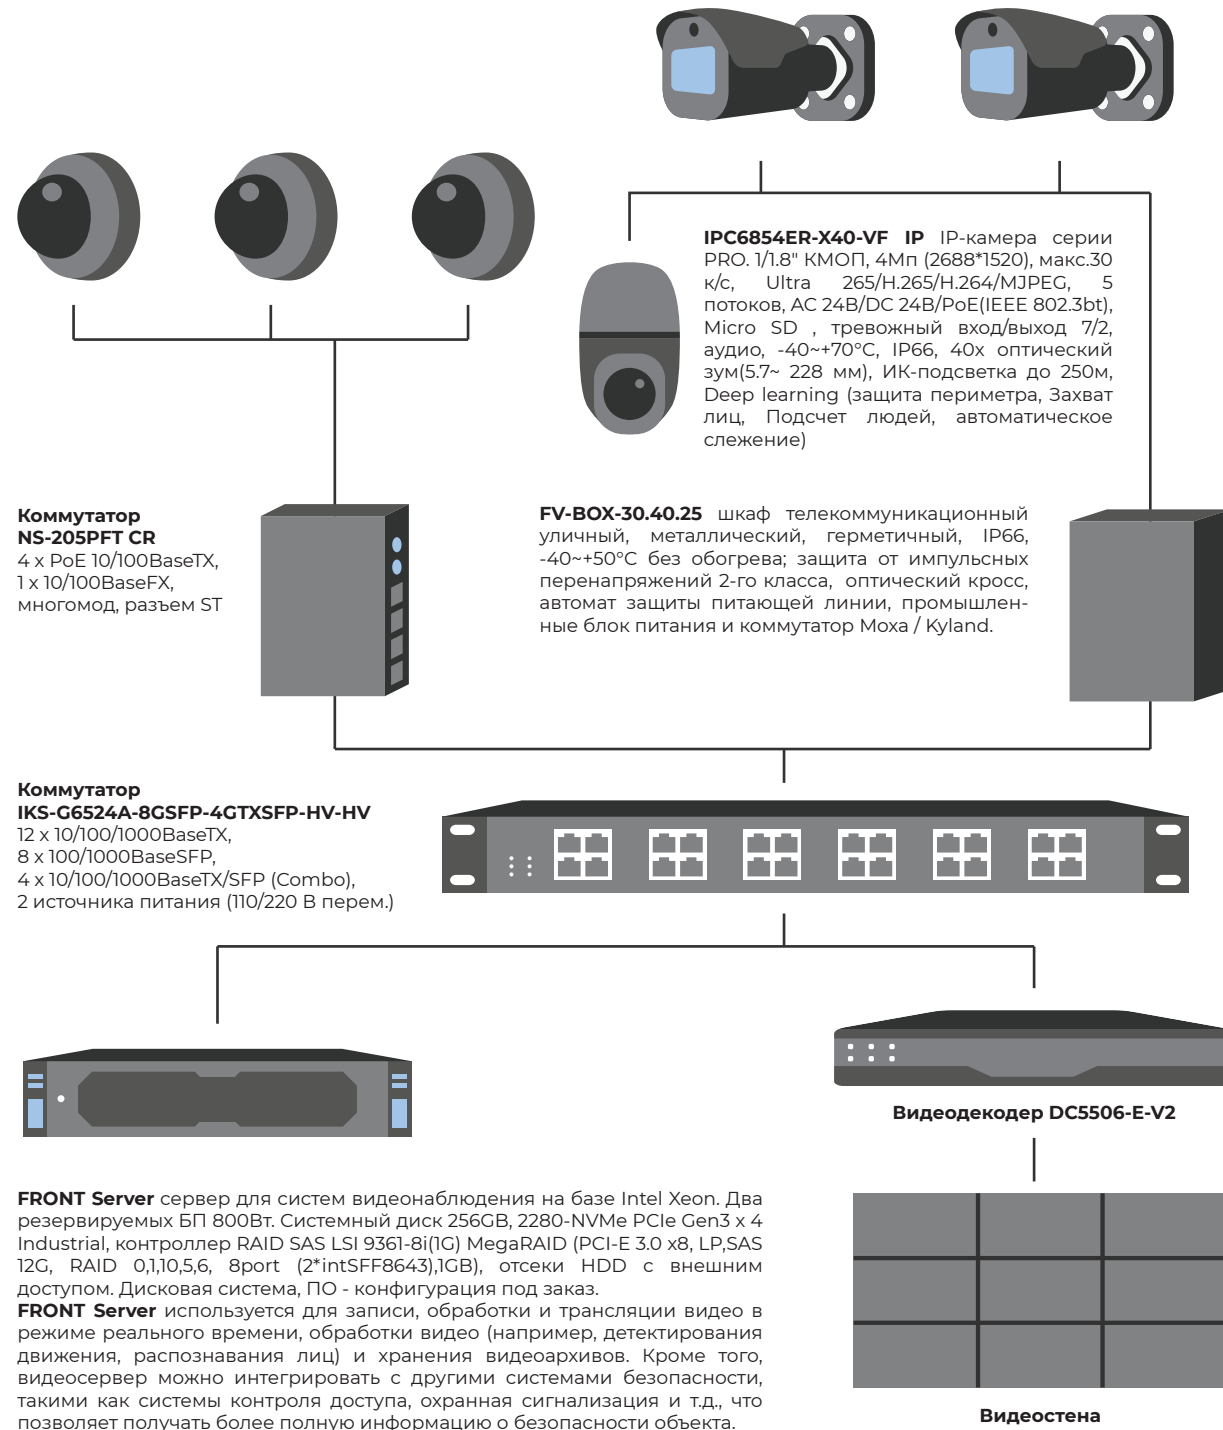 IPC6854ER-X40-VF IP IP-камера серии
PRO. 1/1.8" КМОП, 4Мп (2688*1520), макс.30
к/с, Ultra 265/H.265/H.264/MJPEG, 5
потоков, AC 24В/DC 24В/PoE(IEEE 802.3bt),
Micro SD , тревожный вход/выход 7/2,
аудио, -40~+70°C, IP66, 40x оптический
зум(5.7~ 228 мм), ИК-подсветка до 250м,
Deep learning (защита периметра, Захват
лиц, Подсчет людей, автоматическое
слежение)
Коммутатор
NS-205PFT CR
4 x PoE 10/100BaseTX,
1 x 10/100BaseFX,
многомод, разъем ST
FV-BOX-30.40.25 шкаф телекоммуникационный
уличный, металлический, герметичный, IP66,
-40~+50°C без обогрева; защита от импульсных
перенапряжений 2-го класса, оптический кросс,
автомат защиты питающей линии, промышлен-
ные блок питания и коммутатор Moxa / Kyland.
Коммутатор
IKS-G6524A-8GSFP-4GTXSFP-HV-HV
12 x 10/100/1000BaseTX,
8 x 100/1000BaseSFP,
4 x 10/100/1000BaseTX/SFP (Combo),
2 источника питания (110/220 В перем.)
Видеодекодер DC5506-E-V2
FRONT Server сервер для систем видеонаблюдения на базе Intel Xeon. Два
резервируемых БП 800Вт. Системный диск 256GB, 2280-NVMe PCIe Gen3 x 4
Industrial, контроллер RAID SAS LSI 9361-8i(1G) MegaRAID (PCI-E 3.0 x8, LP,SAS
12G, RAID 0,1,10,5,6, 8port (2*intSFF8643),1GB), отсеки HDD с внешним
доступом. Дисковая система, ПО - конфигурация под заказ.
FRONT Server используется для записи, обработки и трансляции видео в
режиме реального времени, обработки видео (например, детектирования
движения, распознавания лиц) и хранения видеоархивов. Кроме того,
видеосервер можно интегрировать с другими системами безопасности,
такими как системы контроля доступа, охранная сигнализация и т.д., что
позволяет получать более полную информацию о безопасности объекта.
Видеостена